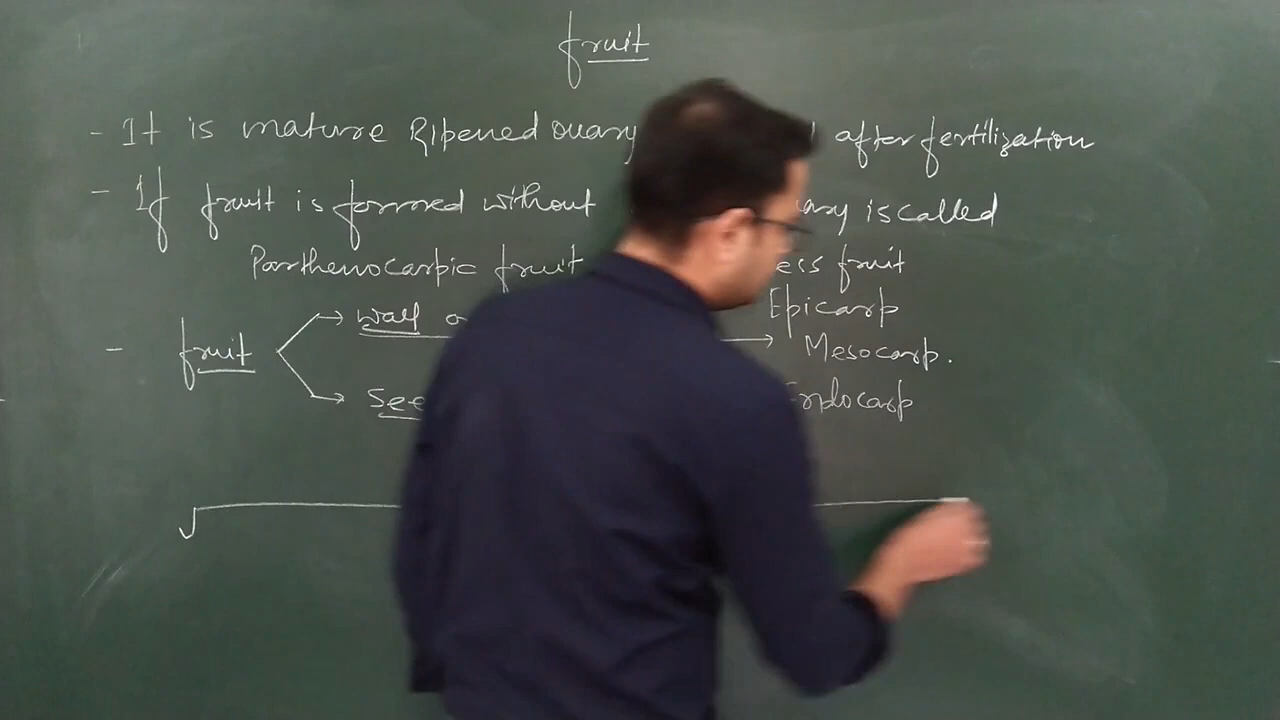 fruit
- It is mature Ripened ovary after fertilization
- If fruit is formed without ary is called
Parthenocarpic fruit ess fruit
Epicarp
wall
- fruit Mesocarp.
See Endocarp